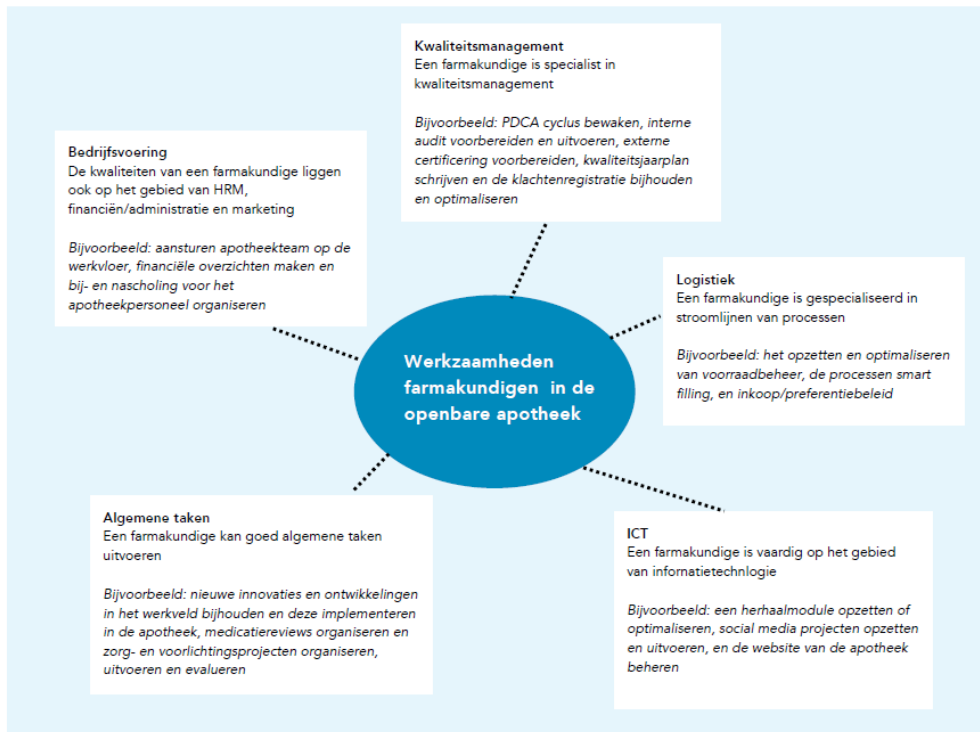 Kwaliteitsmanagement
Een farmakundige is specialist in
kwaliteitsmanagement
Bijvoorbeeld: PDCA cyclus bewaken, interne
audit voorbereiden en uitvoeren, externe
certificering voorbereiden, kwaliteitsjaarplan
schrijven en de klachtenregistratie bijhouden
en optimaliseren
Bedrijfsvoering
De kwaliteiten van een farmakundige liggen
ook op het gebied van HRM,
financiën/administratie en marketing
Bijvoorbeeld: aansturen apotheekteam op de
werkvloer, financiële overzichten maken en
bij- en nascholing voor het
apotheekpersoneel organiseren
Logistiek
Een farmakundige is gespecialiseerd in
stroomlijnen van processen
Bijvoorbeeld: het opzetten en optimaliseren
van voorraadbeheer, de processen smart
filling, en inkoop/preferentiebeleid
Werkzaamheden
farmakundigen in de
openbare apotheek
Algemene taken
Een farmakundige kan goed algemene taken
uitvoeren
Bijvoorbeeld: nieuwe innovaties en ontwikkelingen
in het werkveld bijhouden en deze implementeren
in de apotheek, medicatiereviews organiseren en
zorg- en voorlichtingsprojecten organiseren,
uitvoeren en evalueren
ICT
Een farmakundige is vaardig op het gebied
van infornatietechnlogie
Bijvoorbeeld: een herhaalmodule opzetten of
optimaliseren, social media projecten opzetten
en uitvoeren, en de website van de apotheek
beheren